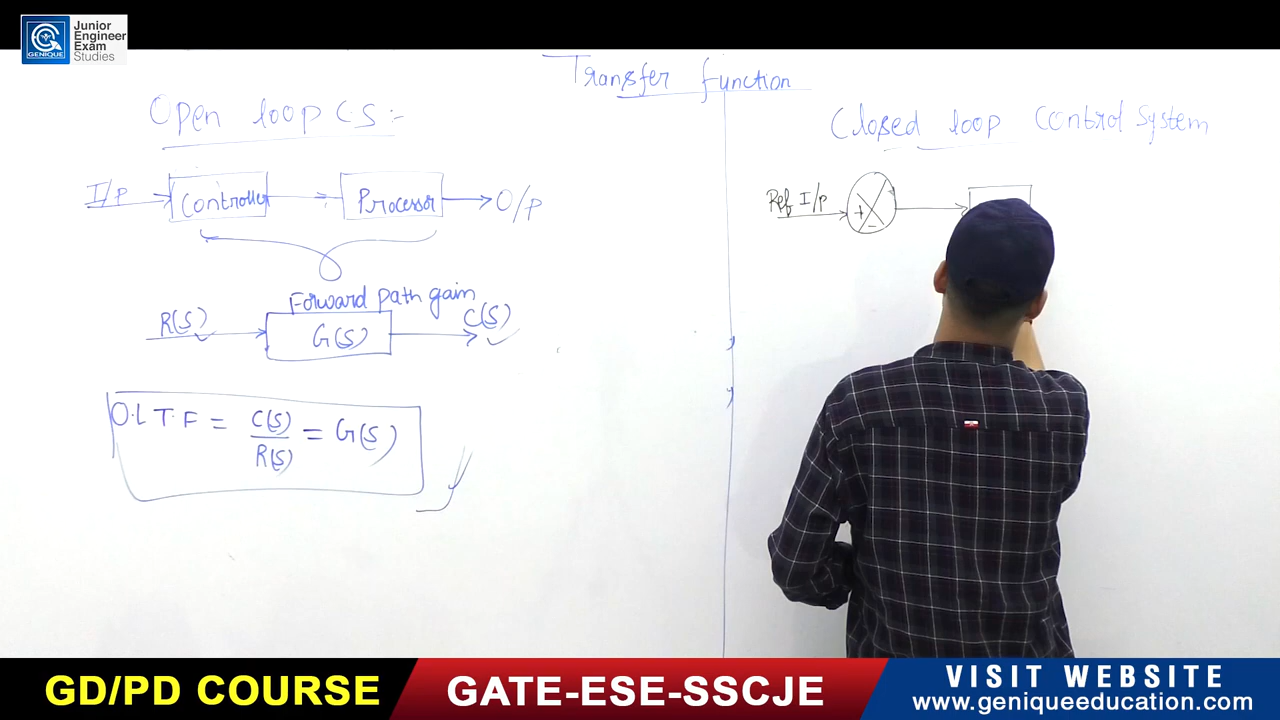 GENIQUE
Junior
Engineer
Exam
Studies
Transfer function
Open loop CS:-
I/P Controller Processor O/P
Forward path gain
R(S) G(S) C(S)
O.L T.F = C(S) / R(S) = G(S)
Closed loop Control System
Ref I/P + -
GD/PD COURSE
GATE-ESE-SSCJE
VISIT WEBSITE
www.geniqueeducation.com